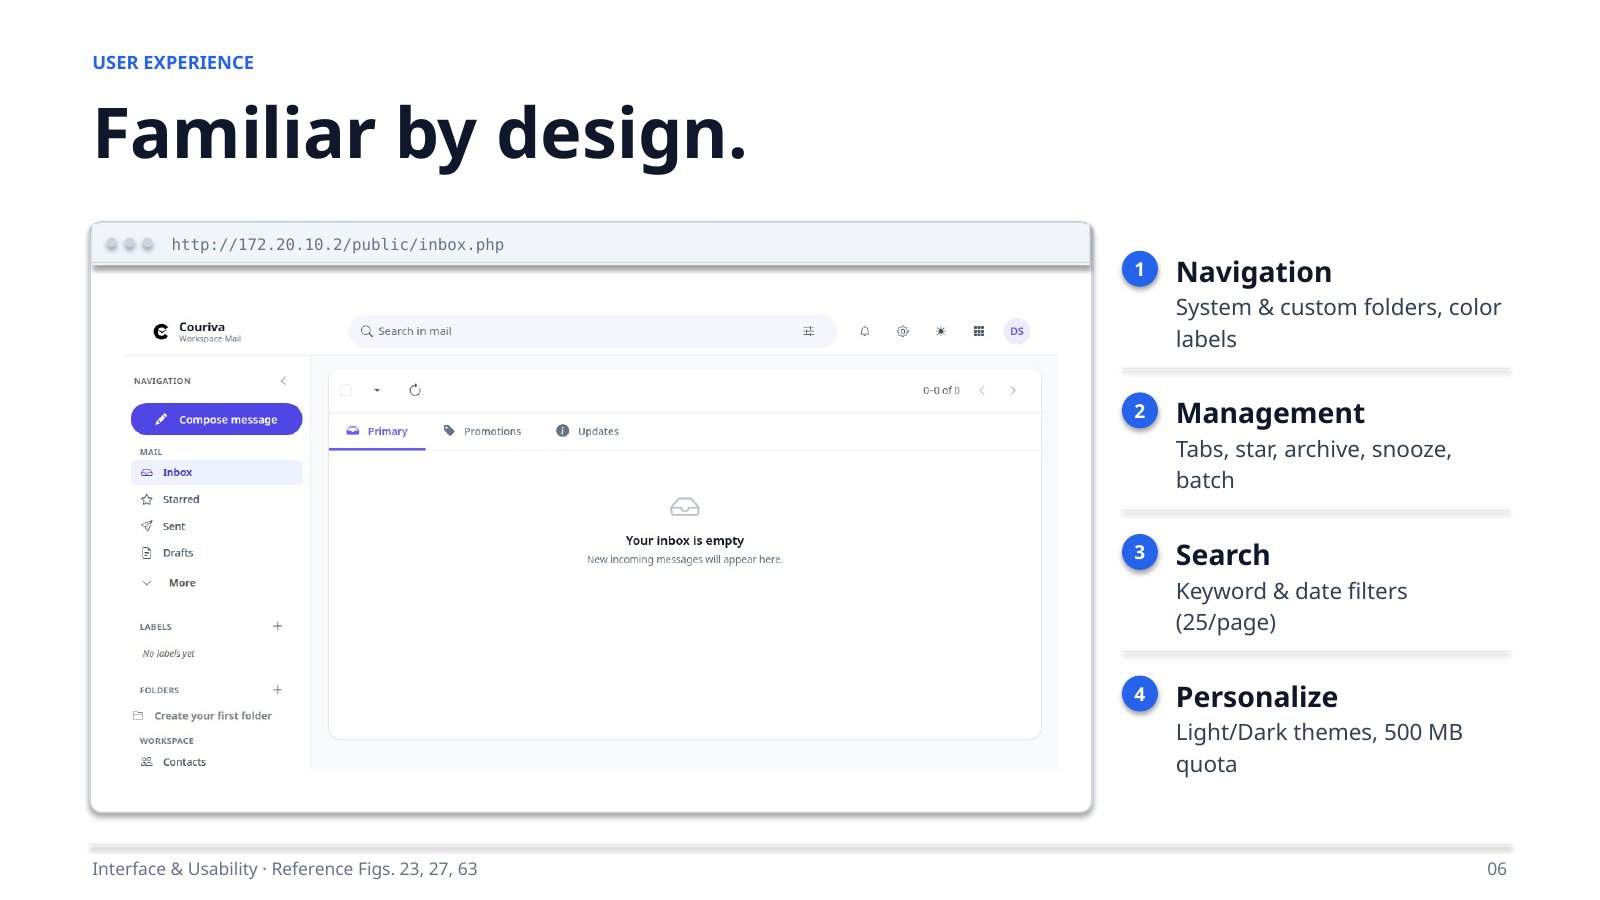 USER EXPERIENCE
Familiar by design.
http://172.20.10.2/public/inbox.php
Couriva
Workspace Mail
Search in mail
DS
NAVIGATION
Compose message
MAIL
Inbox
Starred
Sent
Drafts
More
LABELS
No labels yet
FOLDERS
Create your first folder
WORKSPACE
Contacts
0–0 of 0
Primary
Promotions
Updates
Your inbox is empty
New incoming messages will appear here.
1
Navigation
System & custom folders, color
labels
2
Management
Tabs, star, archive, snooze,
batch
3
Search
Keyword & date filters
(25/page)
4
Personalize
Light/Dark themes, 500 MB
quota
Interface & Usability · Reference Figs. 23, 27, 63
06